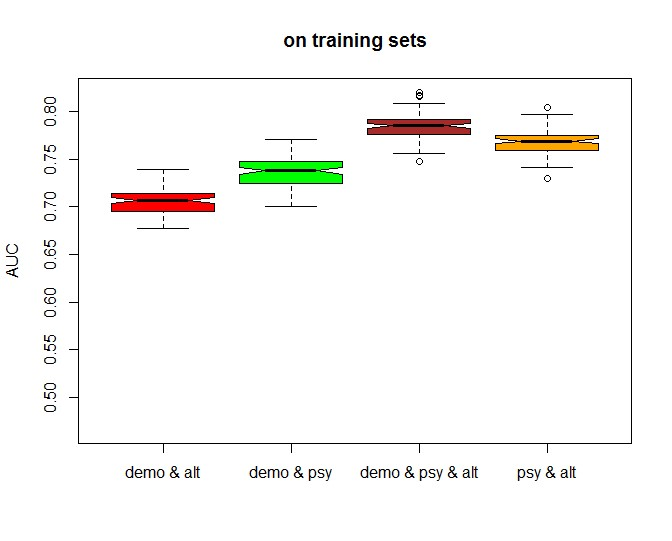 on training sets
AUC
0.80
0.75
0.70
0.65
0.60
0.55
0.50
demo & alt
demo & psy
demo & psy & alt
psy & alt